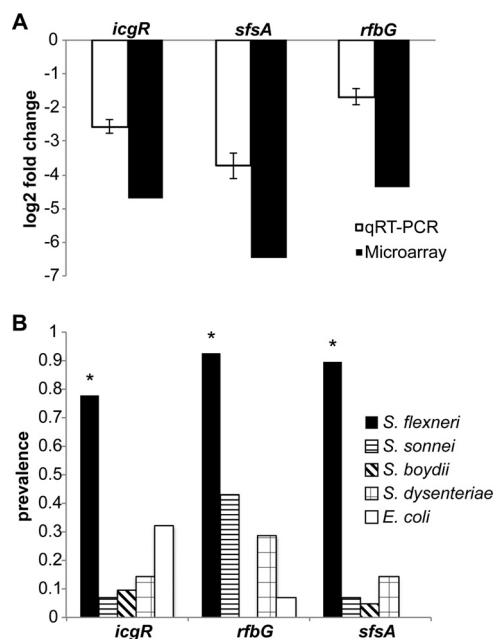 A
icgR sfsA rfbG
0
-1
-2
-3
-4
-5
-6
-7
log2 fold change
qRT-PCR
Microarray
B
1
0.9
0.8
0.7
0.6
0.5
0.4
0.3
0.2
0.1
0
prevalence
* * *
S. flexneri
S. sonnei
S. boydii
S. dysenteriae
E. coli
icgR rfbG sfsA